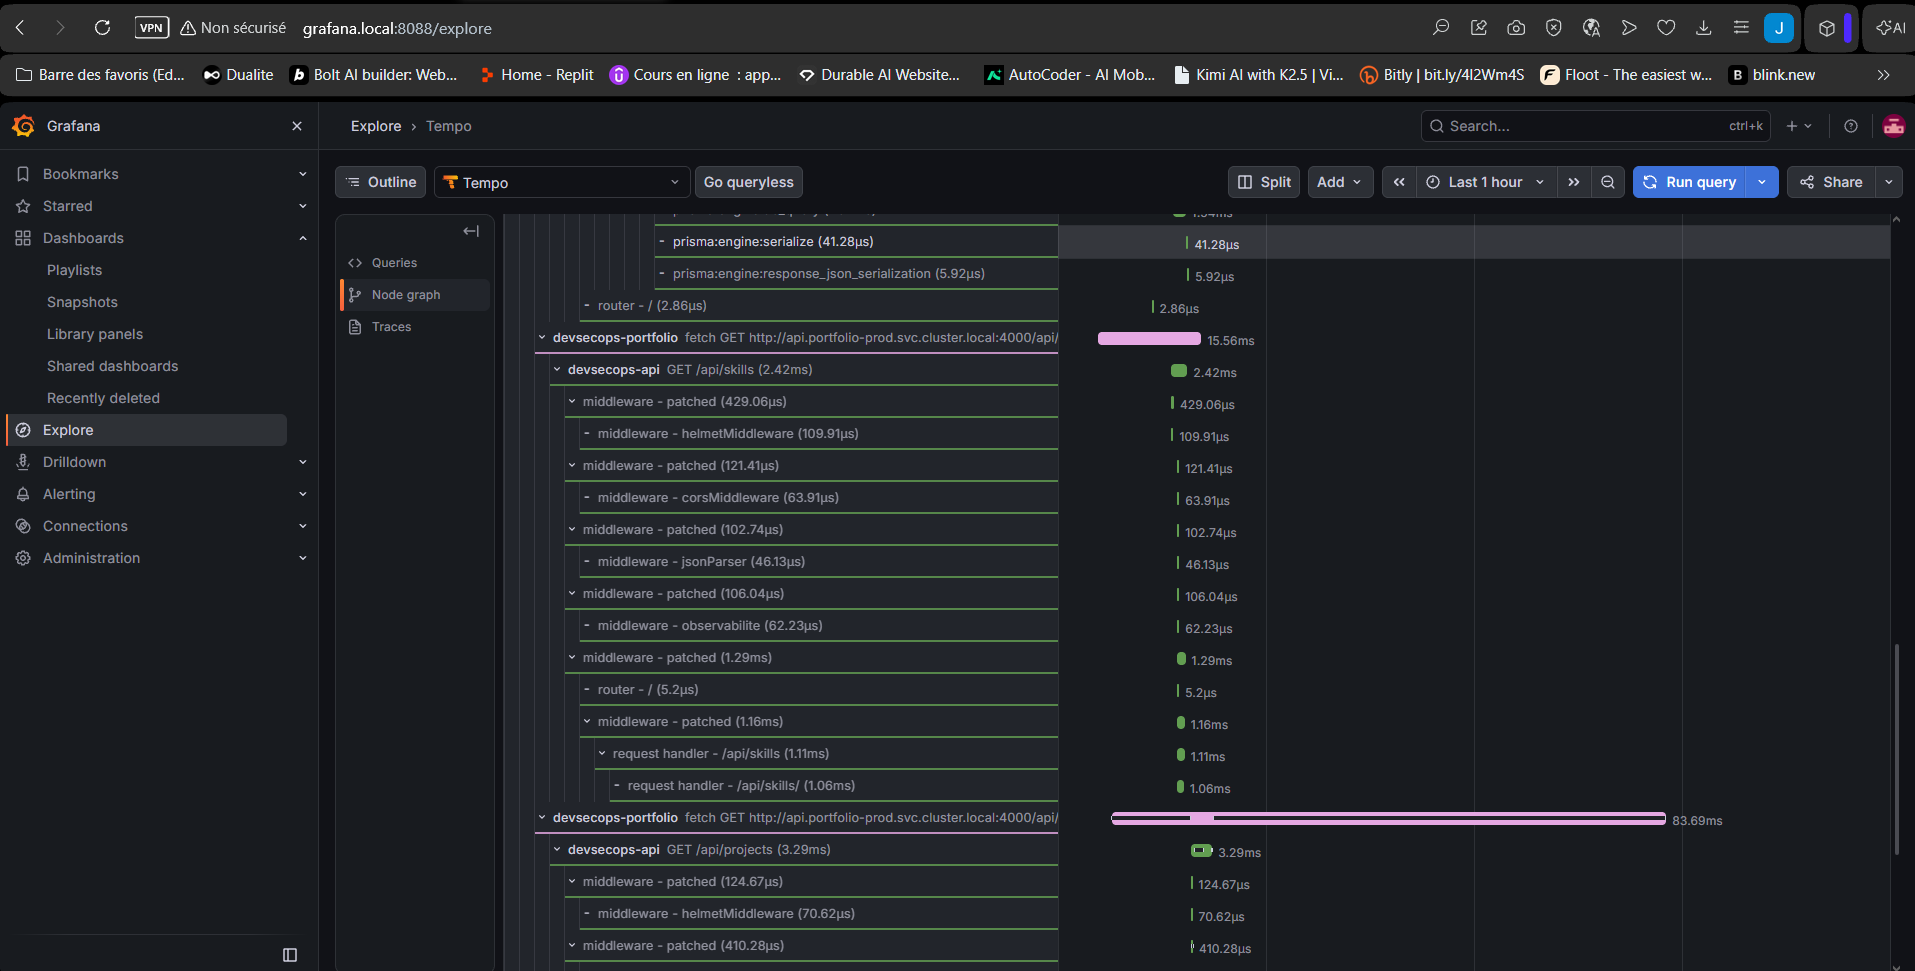 VPN Non sécurisé grafana.local:8088/explore J AI
Barre des favoris (Ed... Dualite Bolt AI builder: Web... Home - Replit Cours en ligne : app... Durable AI Website... AutoCoder - AI Mob... Kimi AI with K2.5 | Vi... Bitly | bit.ly/4l2Wm4S Floot - The easiest w... blink.new
Grafana
Explore › Tempo
Search... ctrl+k
Bookmarks
Starred
Dashboards
Playlists
Snapshots
Library panels
Shared dashboards
Recently deleted
Explore
Drilldown
Alerting
Connections
Administration
Outline Tempo Go queryless Split Add Last 1 hour Run query Share
Queries
Node graph
Traces
1.54ms
prisma:engine:serialize (41.28µs) 41.28µs
prisma:engine:response_json_serialization (5.92µs) 5.92µs
router - / (2.86µs) 2.86µs
devsecops-portfolio fetch GET http://api.portfolio-prod.svc.cluster.local:4000/api/ 15.56ms
devsecops-api GET /api/skills (2.42ms) 2.42ms
middleware - patched (429.06µs) 429.06µs
middleware - helmetMiddleware (109.91µs) 109.91µs
middleware - patched (121.41µs) 121.41µs
middleware - corsMiddleware (63.91µs) 63.91µs
middleware - patched (102.74µs) 102.74µs
middleware - jsonParser (46.13µs) 46.13µs
middleware - patched (106.04µs) 106.04µs
middleware - observabilite (62.23µs) 62.23µs
middleware - patched (1.29ms) 1.29ms
router - / (5.2µs) 5.2µs
middleware - patched (1.16ms) 1.16ms
request handler - /api/skills (1.11ms) 1.11ms
request handler - /api/skills/ (1.06ms) 1.06ms
devsecops-portfolio fetch GET http://api.portfolio-prod.svc.cluster.local:4000/api/ 83.69ms
devsecops-api GET /api/projects (3.29ms) 3.29ms
middleware - patched (124.67µs) 124.67µs
middleware - helmetMiddleware (70.62µs) 70.62µs
middleware - patched (410.28µs) 410.28µs